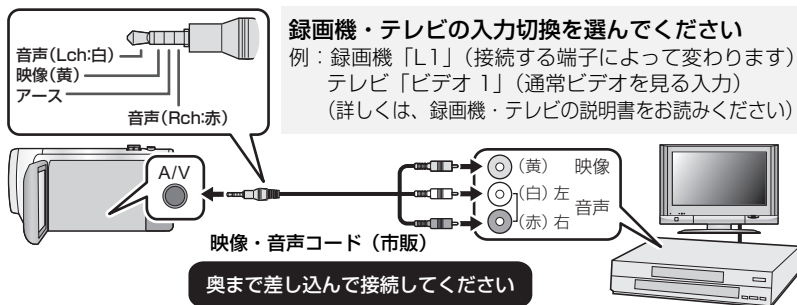 録画機・テレビの入力切換を選んでください
例：録画機「L1」（接続する端子によって変わります）
テレビ「ビデオ 1」（通常ビデオを見る入力）
（詳しくは、録画機・テレビの説明書をお読みください）
音声（Lch:白）
映像（黄）
アース
音声（Rch:赤）
A/V
（黄） 映像
（白）左
音声
（赤）右
映像・音声コード（市販）
奥まで差し込んで接続してください